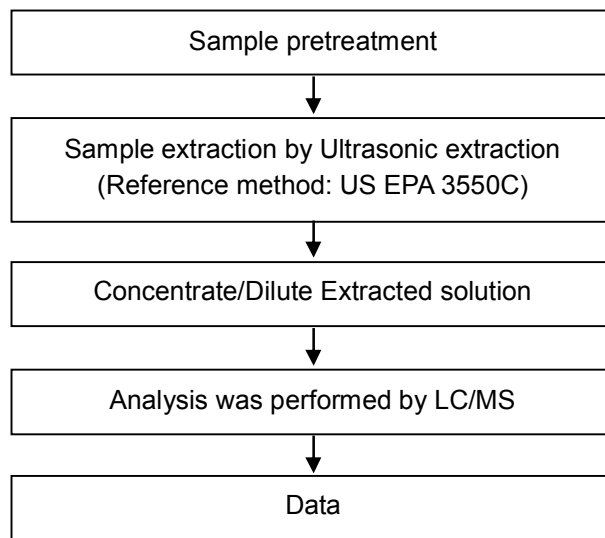 Sample pretreatment
Sample extraction by Ultrasonic extraction
(Reference method: US EPA 3550C)
Concentrate/Dilute Extracted solution
Analysis was performed by LC/MS
Data